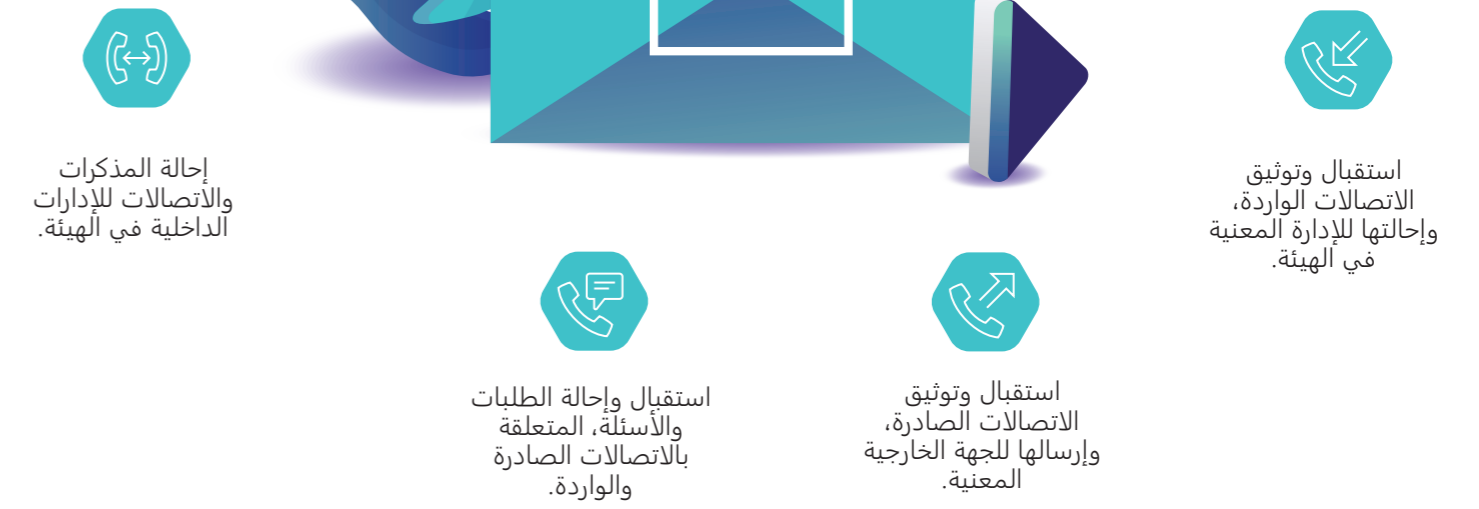 استقبال وتوثيق
الاتصالات الواردة،
وإحالتها للإدارة المعنية
في الهيئة.
استقبال وتوثيق
الاتصالات الصادرة،
وإرسالها للجهة الخارجية
المعنية.
استقبال وإحالة الطلبات
والأسئلة، المتعلقة
بالاتصالات الصادرة
والواردة.
إحالة المذكرات
والاتصالات للإدارات
الداخلية في الهيئة.